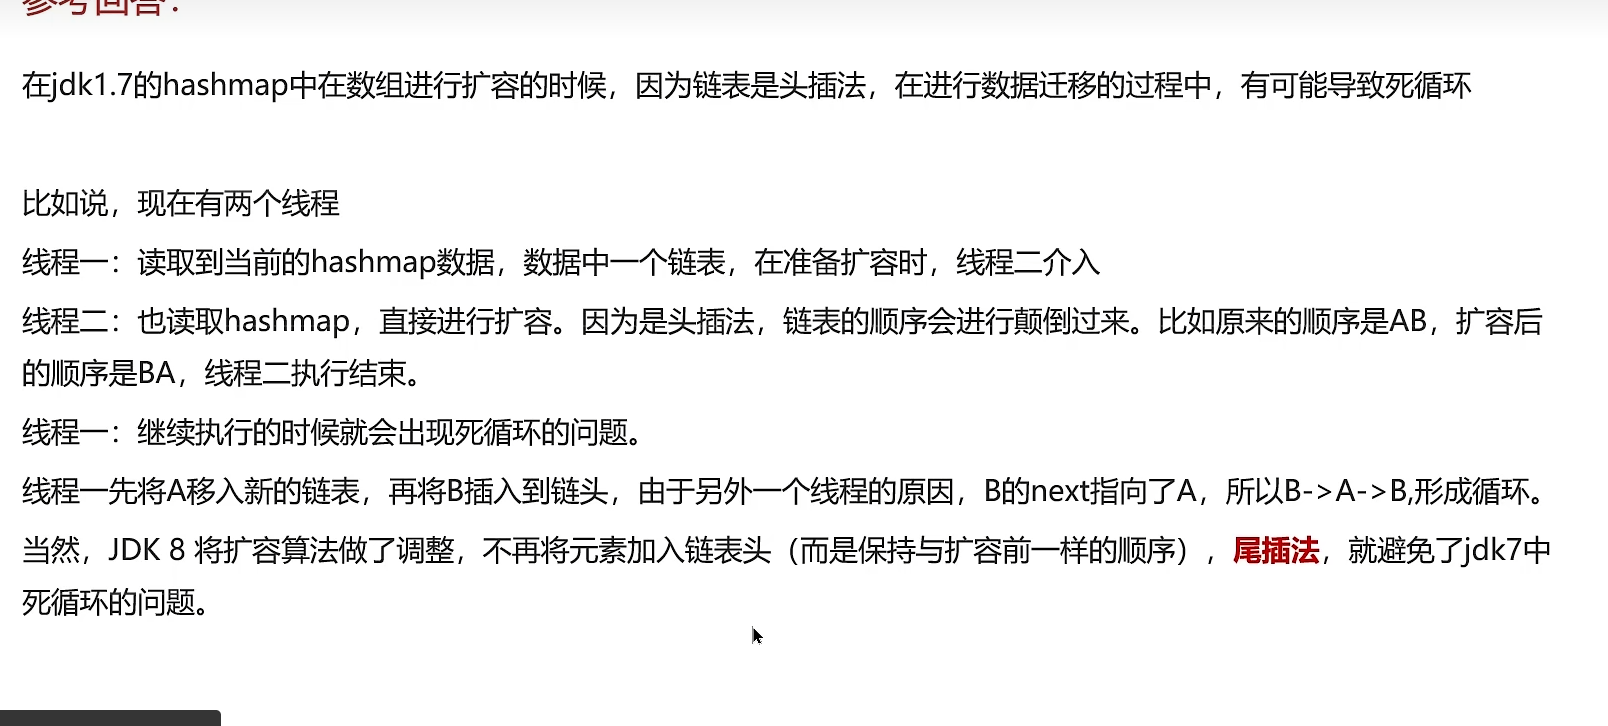 参考回答：
在jdk1.7的hashmap中在数组进行扩容的时候，因为链表是头插法，在进行数据迁移的过程中，有可能导致死循环
比如说，现在有两个线程
线程一：读取到当前的hashmap数据，数据中一个链表，在准备扩容时，线程二介入
线程二：也读取hashmap，直接进行扩容。因为是头插法，链表的顺序会进行颠倒过来。比如原来的顺序是AB，扩容后
的顺序是BA，线程二执行结束。
线程一：继续执行的时候就会出现死循环的问题。
线程一先将A移入新的链表，再将B插入到链头，由于另外一个线程的原因，B的next指向了A，所以B->A->B,形成循环。
当然，JDK 8 将扩容算法做了调整，不再将元素加入链表头（而是保持与扩容前一样的顺序），尾插法，就避免了jdk7中
死循环的问题。